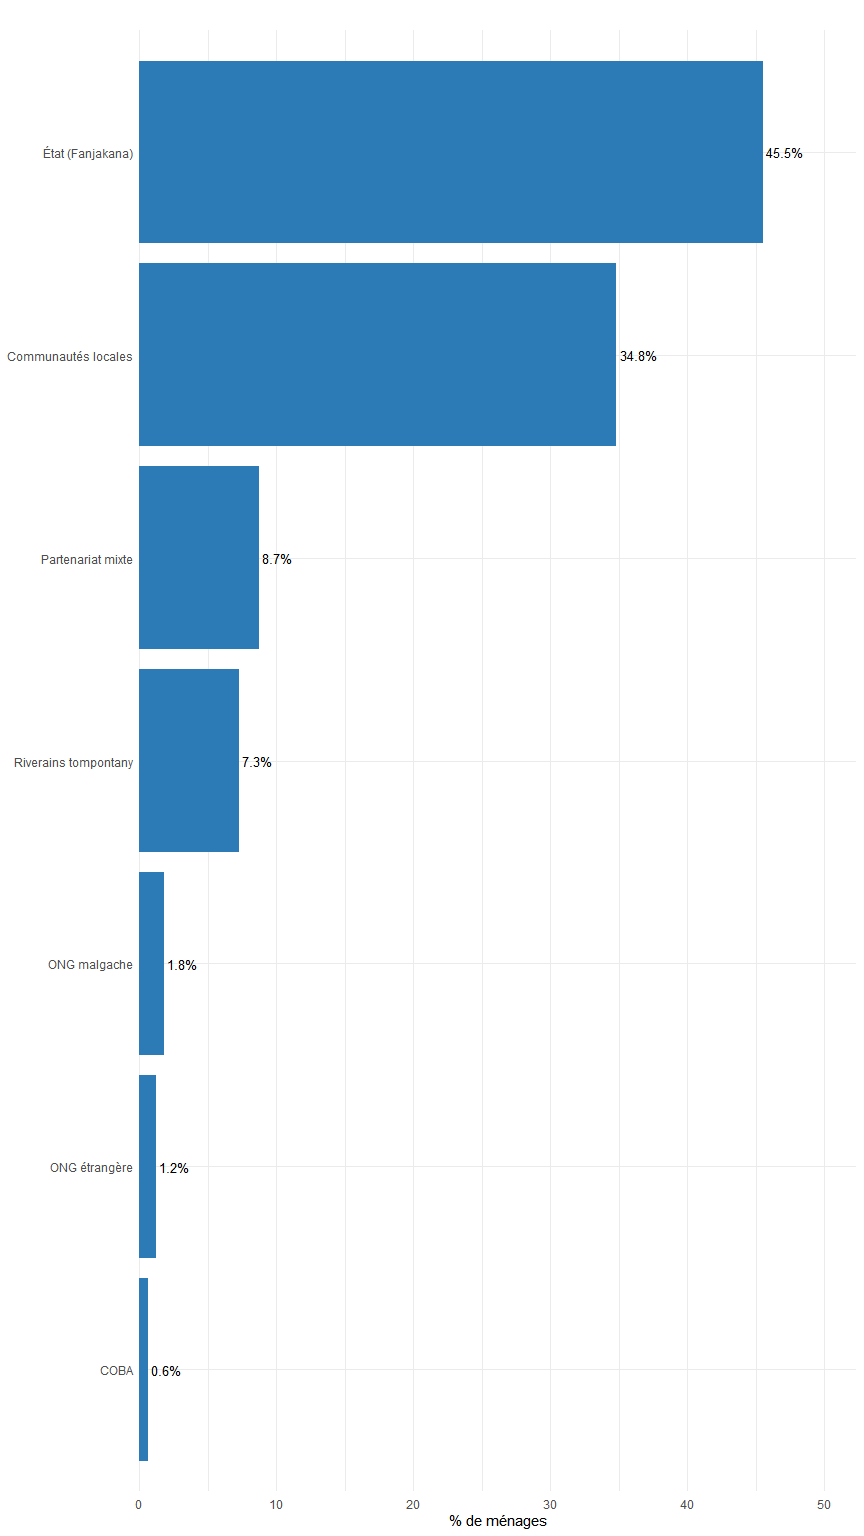 État (Fanjakana)
45.5%
Communautés locales
34.8%
Partenariat mixte
8.7%
Riverains tompontany
7.3%
ONG malgache
1.8%
ONG étrangère
1.2%
COBA
0.6%
0 10 20 30 40 50
% de ménages